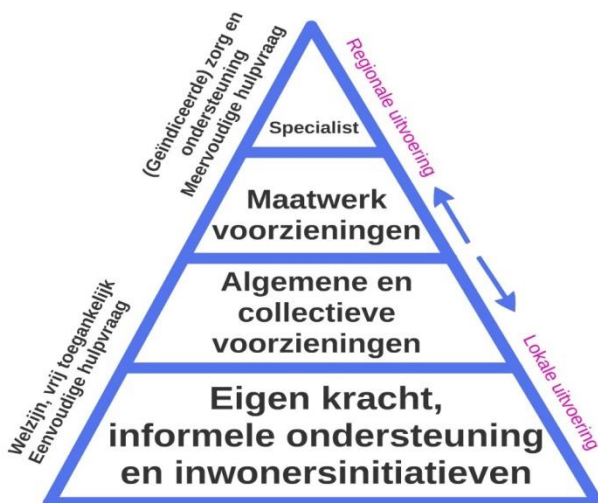 (Geïndiceerde) zorg en
ondersteuning
Meervoudige hulpvraag
Regionale uitvoering
Specialist
Maatwerk
voorzieningen
Welzijn, vrij toegankelijk
Eenvoudige hulpvraag
Algemene en
collectieve
voorzieningen
Lokale uitvoering
Eigen kracht,
informele ondersteuning
en inwonersinitiatieven